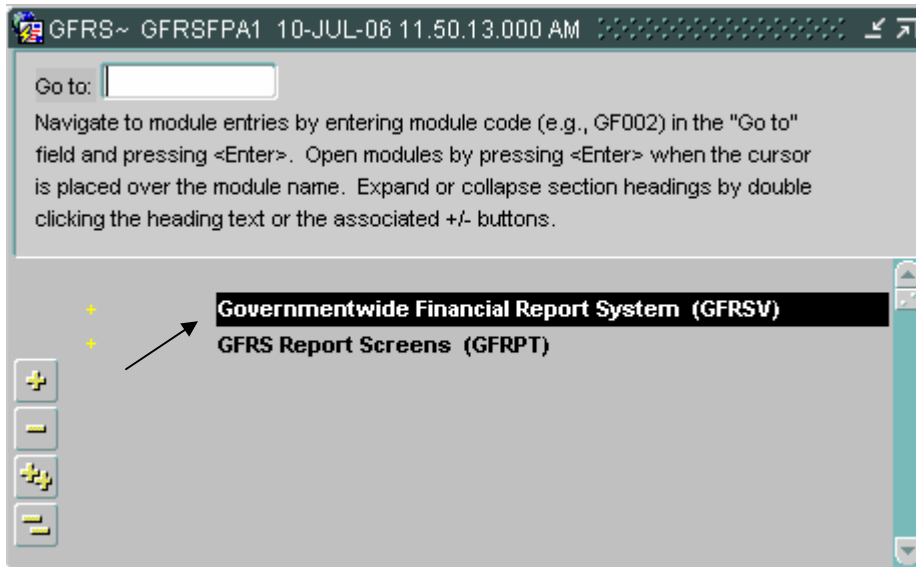 GFRS~ GFRSFPA1 10-JUL-06 11.50.13.000 AM
Go to:
Navigate to module entries by entering module code (e.g., GF002) in the "Go to"
field and pressing <Enter>. Open modules by pressing <Enter> when the cursor
is placed over the module name. Expand or collapse section headings by double
clicking the heading text or the associated +/- buttons.
+ Governmentwide Financial Report System (GFRSV)
+ GFRS Report Screens (GFRPT)